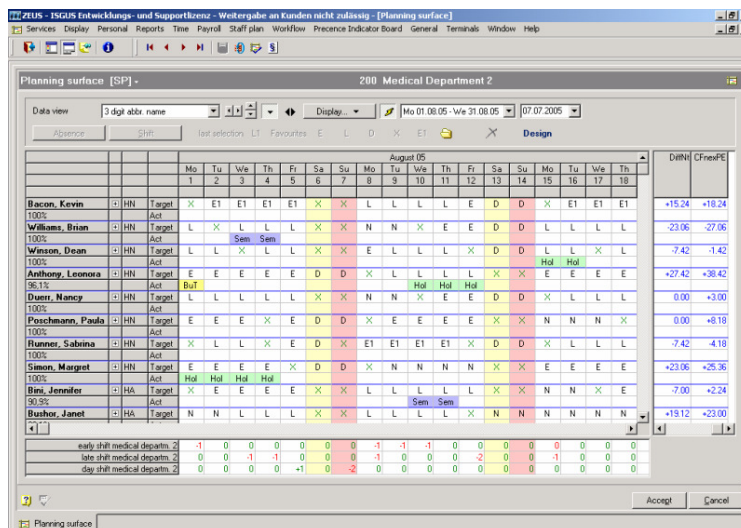 ZEUS - ISGUS Entwicklungs- und Supportlizenz - Weitergabe an Kunden nicht zulässig - [Planning surface]
Services Display Personal Reports Time Payroll Staff plan Workflow Precence Indicator Board General Terminals Window Help
Planning surface [SP] - 200 Medical Department 2
Data view 3 digit abbr. name Display... Mo 01.08.05 - We 31.08.05 07.07.2005
Absence Shift last selection LT Favourites E L D X E1 Design
August 05 DiffNt CFnexPE
Mo Tu We Th Fr Sa Su Mo Tu We Th Fr Sa Su Mo Tu We Th
1 2 3 4 5 6 7 8 9 10 11 12 13 14 15 16 17 18
Bacon, Kevin + HN Target X E1 E1 E1 E1 X X L L L L E D D X E1 E1 E1 +15.24 +18.24
100% Act
Williams, Brian + HN Target L X L L L X X N N X E E D D L L L L -23.06 -27.06
100% Act Sem Sem
Winson, Dean + HN Target L L X L L X X E L L L X D D L L X L -7.42 -1.42
100% Act Hol Hol
Anthony, Leonora + HN Target E E E E E D D X L L L L X X E E E E +27.42 +38.42
96,1% Act BuT Hol Hol Hol
Duerr, Nancy + HN Target L L L L L X X N N X E E D D X L L L 0.00 +3.00
100% Act
Poschmann, Paula + HN Target E E E X E D D X E E E E X X N N N X 0.00 +8.18
100% Act
Runner, Sabrina + HN Target X L L X E D X E1 E1 E1 E1 X D D X L L L -7.42 -4.18
100% Act
Simon, Margret + HN Target E E E E X D D X N N N N X X E E E E +23.06 +25.36
100% Act Hol Hol Hol Hol
Bini, Jennifer + HA Target X E E E E X X L L L L L X X N N X E -7.00 +2.24
90,9% Act Sem Sem
Bushor, Janet + HA Target N N L L L X X L L L L X N N N N N N +19.12 +23.00
early shift medical departm. 2 -1 0 0 0 0 0 0 -1 -1 -1 0 0 0 0 -1 0 0 0
late shift medical departm. 2 0 0 -1 -1 0 0 0 -1 0 0 0 -2 0 0 -1 0 0 0
day shift medical departm. 2 0 0 0 0 +1 0 -2 0 0 0 0 0 0 0 0 0 0 0
Accept Cancel
Planning surface